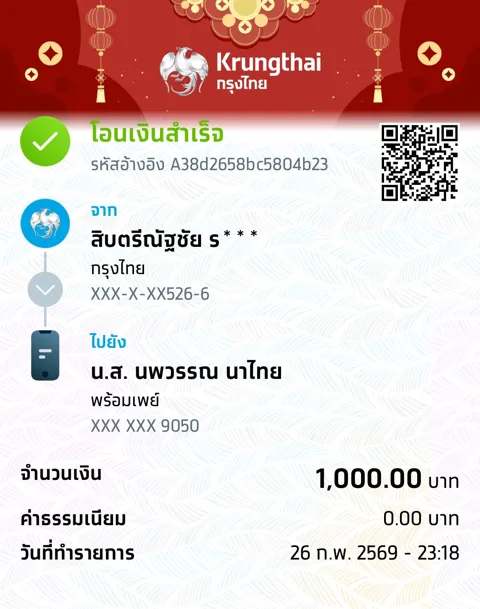 Krungthai
กรุงไทย
โอนเงินสำเร็จ
รหัสอ้างอิง A38d2658bc5804b23
จาก
สิบตรีณัฐชัย ร***
กรุงไทย
XXX-X-XX526-6
ไปยัง
น.ส. นพวรรณ นาไทย
พร้อมเพย์
XXX XXX 9050
จำนวนเงิน 1,000.00 บาท
ค่าธรรมเนียม 0.00 บาท
วันที่ทำรายการ 26 ก.พ. 2569 - 23:18